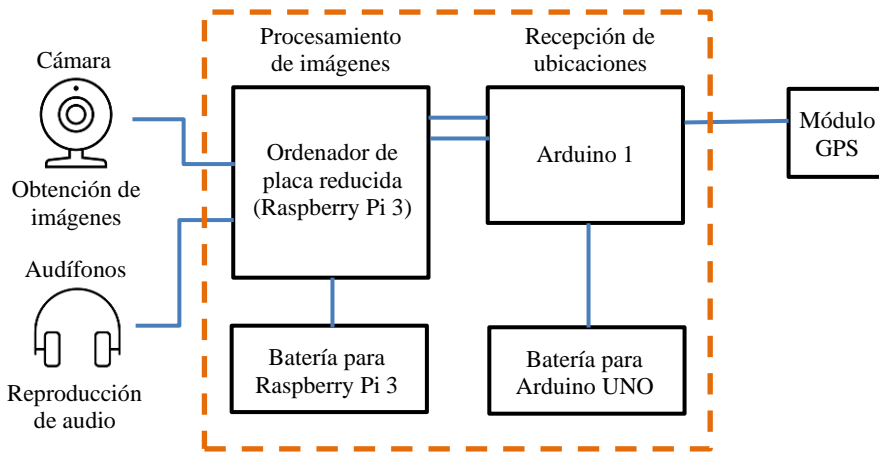 Cámara
Obtención de
imágenes
Audífonos
Reproducción
de audio
Procesamiento
de imágenes
Ordenador de
placa reducida
(Raspberry Pi 3)
Batería para
Raspberry Pi 3
Recepción de
ubicaciones
Arduino 1
Batería para
Arduino UNO
Módulo
GPS